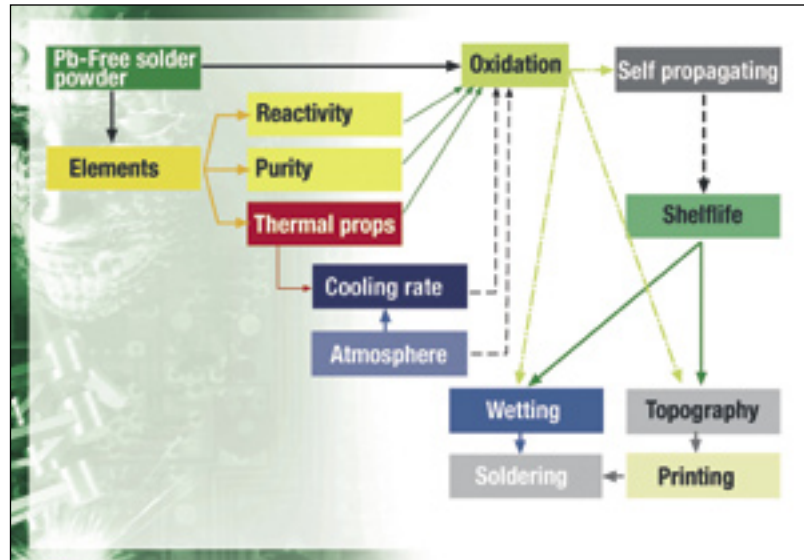 Pb-Free solder
powder
Oxidation
Self propagating
Reactivity
Elements
Purity
Thermal props
Shelflife
Cooling rate
Atmosphere
Wetting
Topography
Soldering
Printing